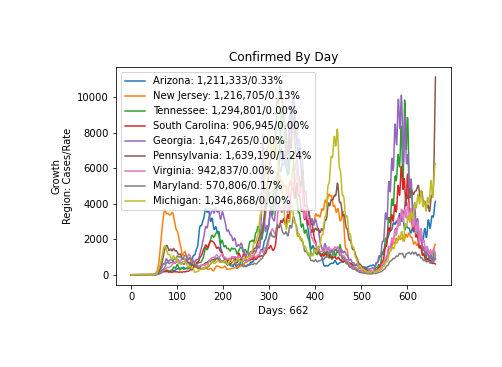 Confirmed By Day
Growth
Region: Cases/Rate
10000
8000
6000
4000
2000
0
Arizona: 1,211,333/0.33%
New Jersey: 1,216,705/0.13%
Tennessee: 1,294,801/0.00%
South Carolina: 906,945/0.00%
Georgia: 1,647,265/0.00%
Pennsylvania: 1,639,190/1.24%
Virginia: 942,837/0.00%
Maryland: 570,806/0.17%
Michigan: 1,346,868/0.00%
0 100 200 300 400 500 600
Days: 662